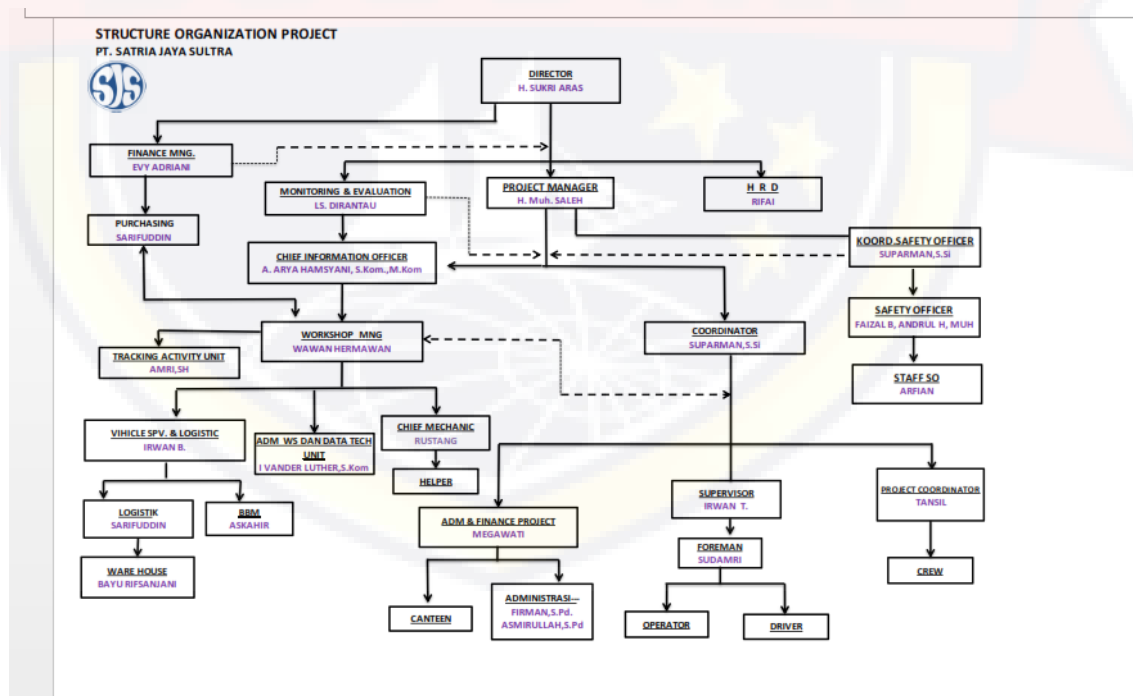 STRUCTURE ORGANIZATION PROJECT
PT. SATRIA JAYA SULTRA
SJS
DIRECTOR
H. SUKRI ARAS
FINANCE MNG.
EVY ADRIANI
MONITORING & EVALUATION
LS. DIRANTAU
PROJECT MANAGER
H. Muh. SALEH
H R D
RIFAI
PURCHASING
SARIFUDDIN
CHIEF INFORMATION OFFICER
A. ARYA HAMSYANI, S.Kom.,M.Kom
KOORD.SAFETY OFFICER
SUPARMAN,S.Si
WORKSHOP MNG
WAWAN HERMAWAN
COORDINATOR
SUPARMAN,S.Si
SAFETY OFFICER
FAIZAL B, ANDRUL H, MUH
TRACKING ACTIVITY UNIT
AMRI,SH
STAFF SO
ARFIAN
VIHICLE SPV. & LOGISTIC
IRWAN B.
ADM WS DAN DATA TECH
UNIT
I VANDER LUTHER,S.Kom
CHIEF MECHANIC
RUSTANG
HELPER
LOGISTIK
SARIFUDDIN
BBM
ASKAHIR
ADM & FINANCE PROJECT
MEGAWATI
SUPERVISOR
IRWAN T.
PROJECT COORDINATOR
TANSIL
WARE HOUSE
BAYU RIFSANJANI
FOREMAN
SUDAMRI
CREW
CANTEEN
ADMINISTRASI---
FIRMAN,S.Pd.
ASMIRULLAH,S.Pd
OPERATOR
DRIVER